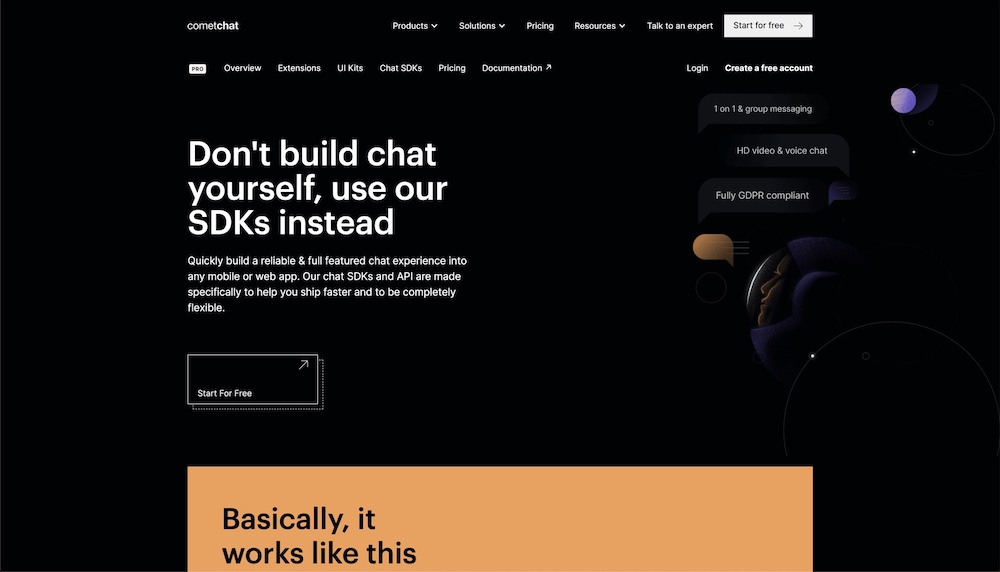 cometchat Products Solutions Pricing Resources Talk to an expert Start for free
PRO Overview Extensions UI Kits Chat SDKs Pricing Documentation Login Create a free account
1 on 1 & group messaging
HD video & voice chat
Fully GDPR compliant
Don't build chat
yourself, use our
SDKs instead
Quickly build a reliable & full featured chat experience into
any mobile or web app. Our chat SDKs and API are made
specifically to help you ship faster and to be completely
flexible.
Start For Free
Basically, it
works like this